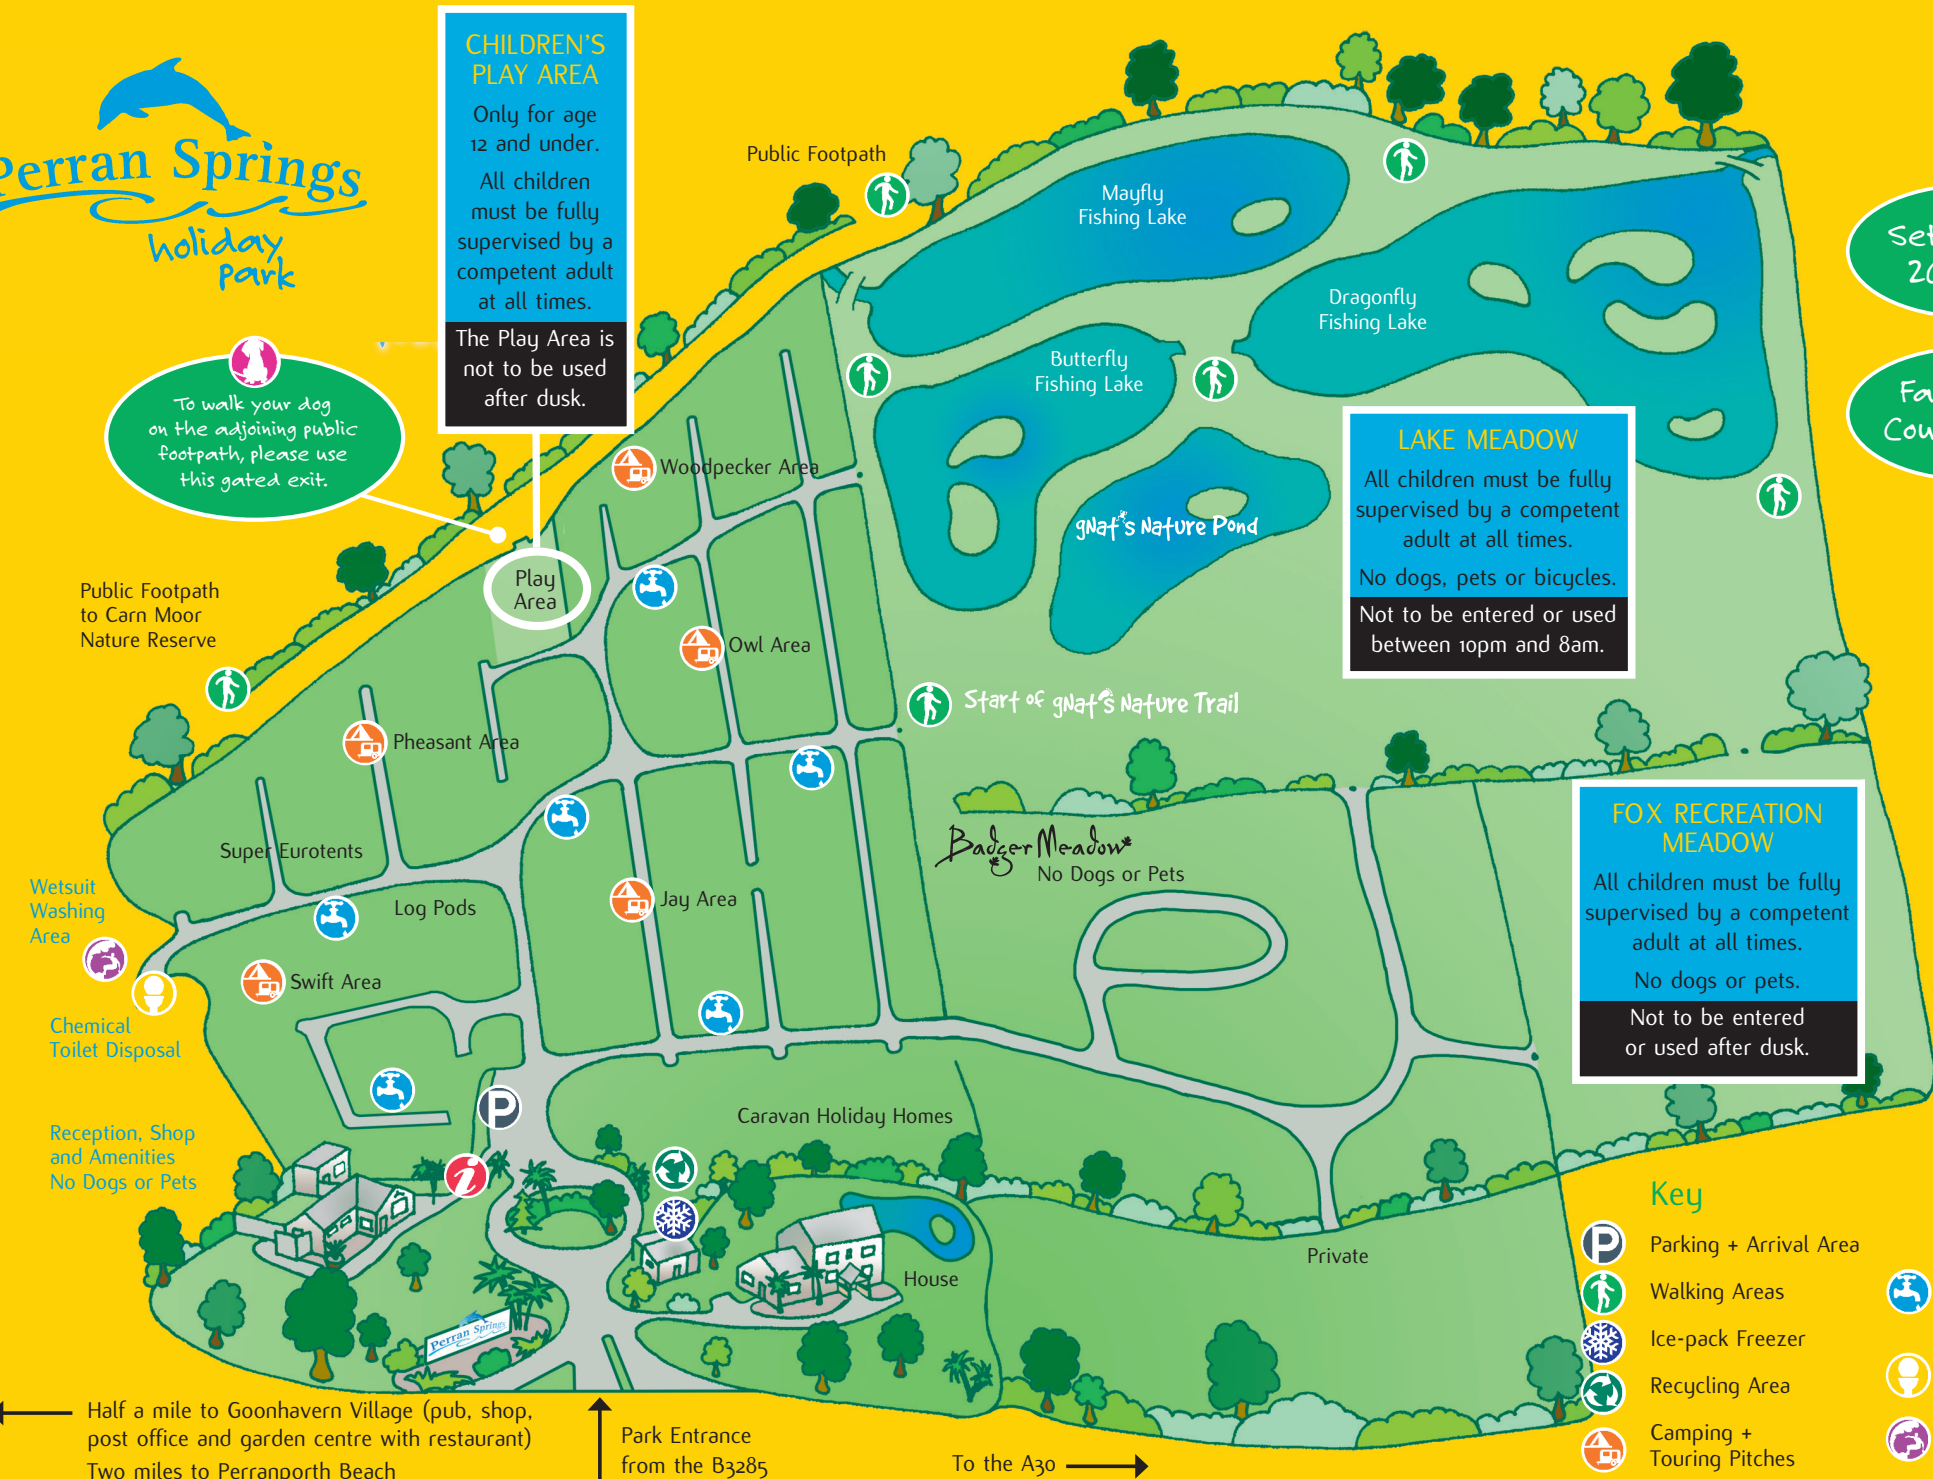 Perran Springs
holiday
park
CHILDREN'S
PLAY AREA
Only for age
12 and under.
All children
must be fully
supervised by a
competent adult
at all times.
The Play Area is
not to be used
after dusk.
To walk your dog
on the adjoining public
footpath, please use
this gated exit.
Public Footpath
Mayfly
Fishing Lake
Dragonfly
Fishing Lake
Butterfly
Fishing Lake
gNat's Nature Pond
LAKE MEADOW
All children must be fully
supervised by a competent
adult at all times.
No dogs, pets or bicycles.
Not to be entered or used
between 10pm and 8am.
Woodpecker Area
Play
Area
Owl Area
Public Footpath
to Carn Moor
Nature Reserve
Start of gNat's Nature Trail
Pheasant Area
Super Eurotents
Badger Meadow
No Dogs or Pets
FOX RECREATION
MEADOW
All children must be fully
supervised by a competent
adult at all times.
No dogs or pets.
Not to be entered
or used after dusk.
Wetsuit
Washing
Area
Log Pods
Jay Area
Swift Area
Chemical
Toilet Disposal
P
Caravan Holiday Homes
Reception, Shop
and Amenities
No Dogs or Pets
i
House
Private
Perran Springs
Key
P Parking + Arrival Area
Walking Areas
Ice-pack Freezer
Recycling Area
Camping +
Touring Pitches
Half a mile to Goonhavern Village (pub, shop,
post office and garden centre with restaurant)
Two miles to Perranporth Beach
Park Entrance
from the B3285
To the A30